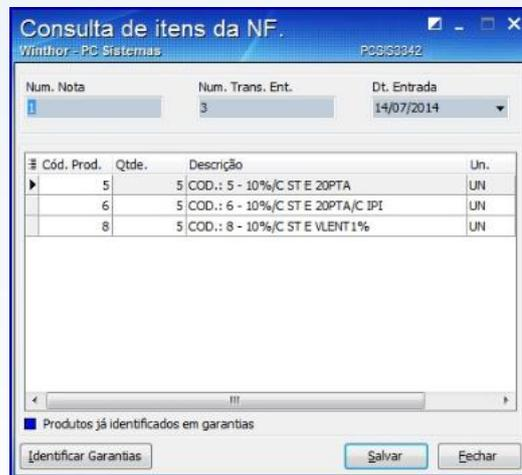 Consulta de itens da NF.
Winthor - PC Sistemas PCSIS3342
Num. Nota Num. Trans. Ent. Dt. Entrada
1 3 14/07/2014
Cód. Prod. Qtde. Descrição Un.
5 5 COD.: 5 - 10%/C ST E 20PTA UN
6 5 COD.: 6 - 10%/C ST E 20PTA/C IPI UN
8 5 COD.: 8 - 10%/C ST E VLENT1% UN
Produtos já identificados em garantias
Identificar Garantias Salvar Fechar